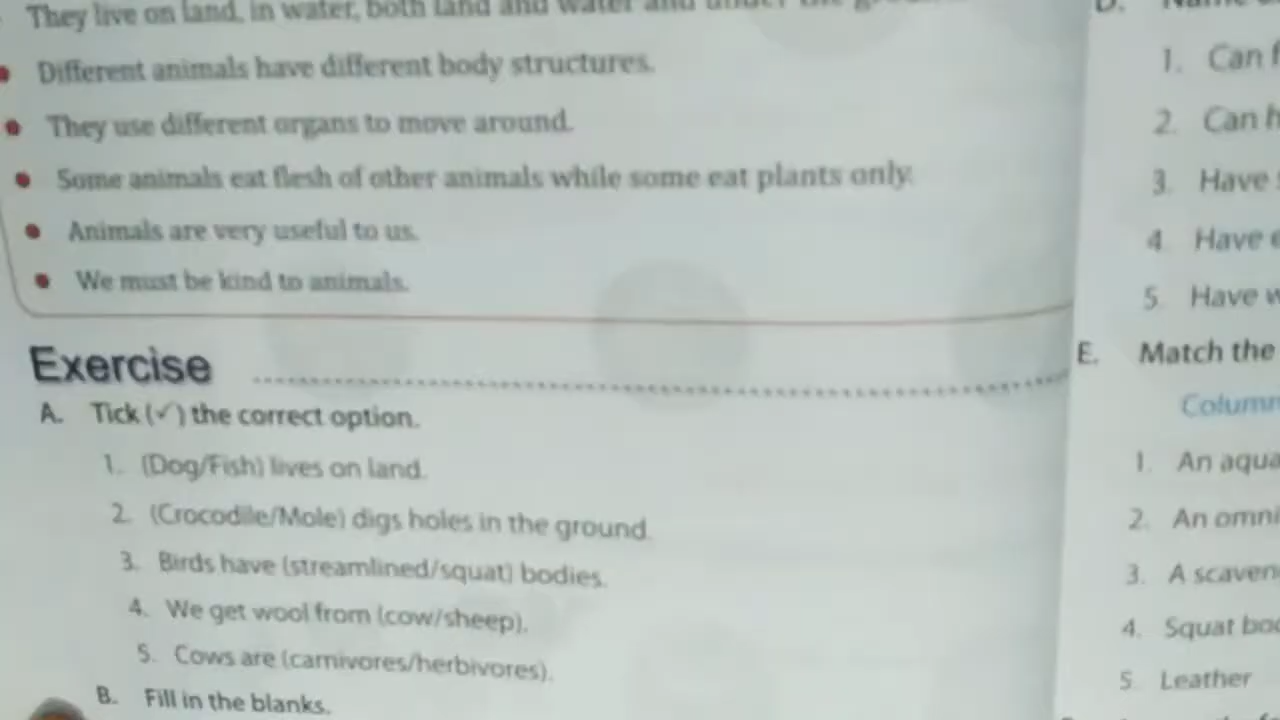 They live on land, in water, both land and water and under the
Different animals have different body structures.
They use different organs to move around.
Some animals eat flesh of other animals while some eat plants only.
Animals are very useful to us.
We must be kind to animals.
Exercise
A. Tick (✓) the correct option.
1. (Dog/Fish) lives on land.
2. (Crocodile/Mole) digs holes in the ground.
3. Birds have (streamlined/squat) bodies.
4. We get wool from (cow/sheep).
5. Cows are (carnivores/herbivores).
B. Fill in the blanks.
D. Name
1. Can
2. Can h
3. Have
4. Have
5. Have w
E. Match the
Column
1. An aqua
2. An omni
3. A scaven
4. Squat bod
5. Leather